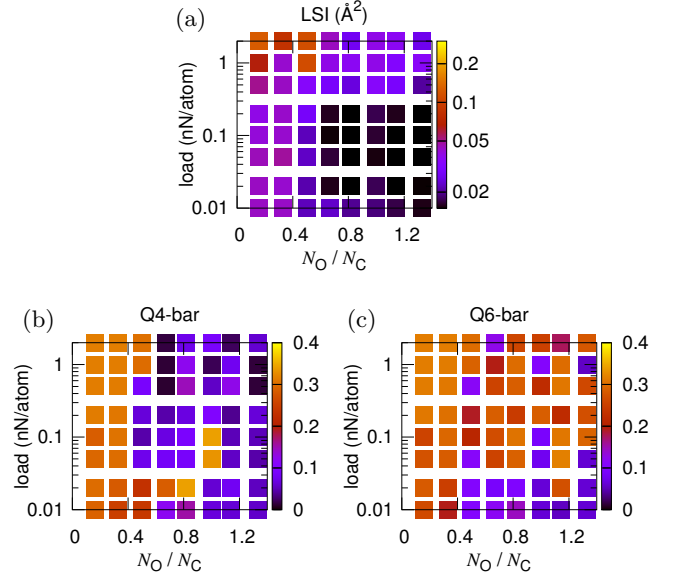 (a) LSI (Å²)
load (nN/atom)
1
0.1
0.01
0 0.4 0.8 1.2
N_O / N_C
0.2
0.1
0.05
0.02
(b) Q4-bar
load (nN/atom)
1
0.1
0.01
0 0.4 0.8 1.2
N_O / N_C
0.4
0.3
0.2
0.1
0
(c) Q6-bar
load (nN/atom)
1
0.1
0.01
0 0.4 0.8 1.2
N_O / N_C
0.4
0.3
0.2
0.1
0